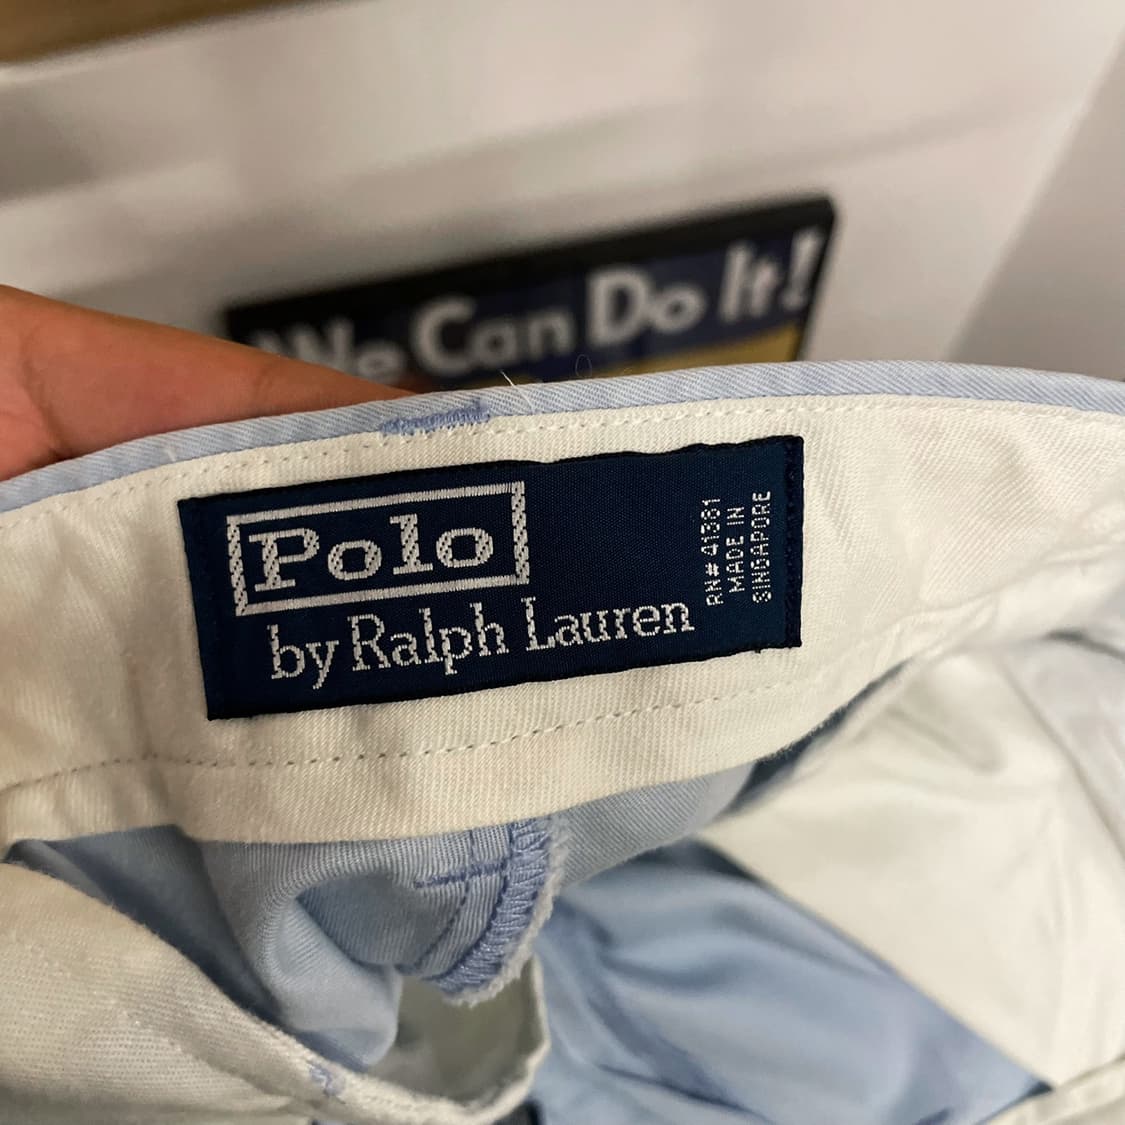 We Can Do It!
Polo
by Ralph Lauren
RN# 41381
MADE IN
SINGAPORE